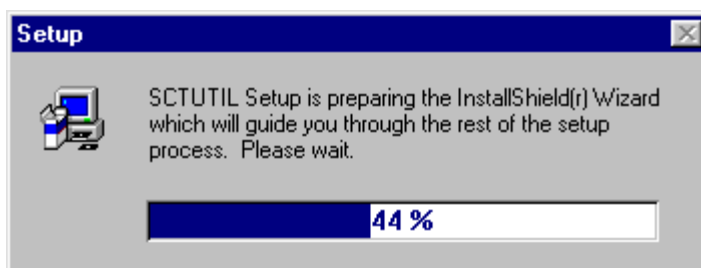 Setup
SCTUTIL Setup is preparing the InstallShield(r) Wizard
which will guide you through the rest of the setup
process.  Please wait.
44 %